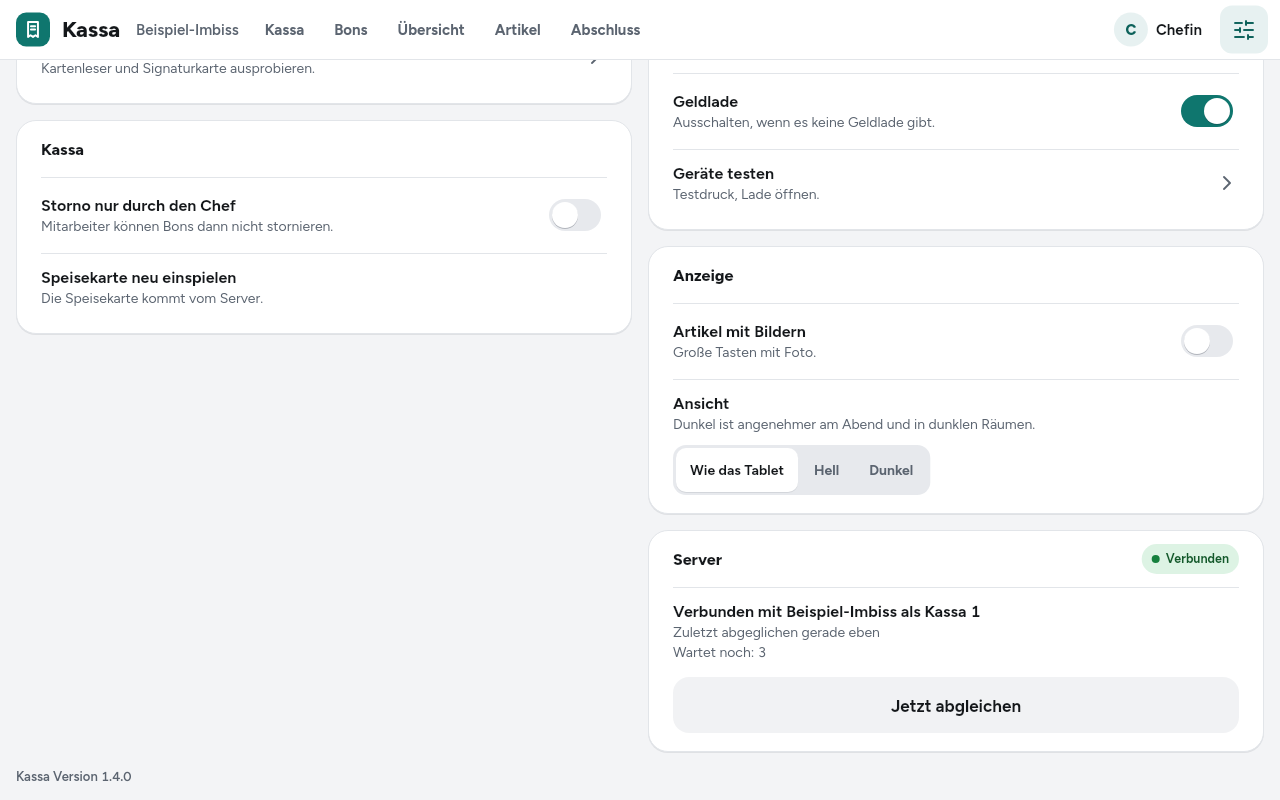 Kassa
Beispiel-Imbiss
Kassa
Bons
Übersicht
Artikel
Abschluss
C
Chefin
Kartenleser und Signaturkarte ausprobieren.
Kassa
Storno nur durch den Chef
Mitarbeiter können Bons dann nicht stornieren.
Speisekarte neu einspielen
Die Speisekarte kommt vom Server.
Geldlade
Ausschalten, wenn es keine Geldlade gibt.
Geräte testen
Testdruck, Lade öffnen.
Anzeige
Artikel mit Bildern
Große Tasten mit Foto.
Ansicht
Dunkel ist angenehmer am Abend und in dunklen Räumen.
Wie das Tablet
Hell
Dunkel
Server
Verbunden
Verbunden mit Beispiel-Imbiss als Kassa 1
Zuletzt abgeglichen gerade eben
Wartet noch: 3
Jetzt abgleichen
Kassa Version 1.4.0